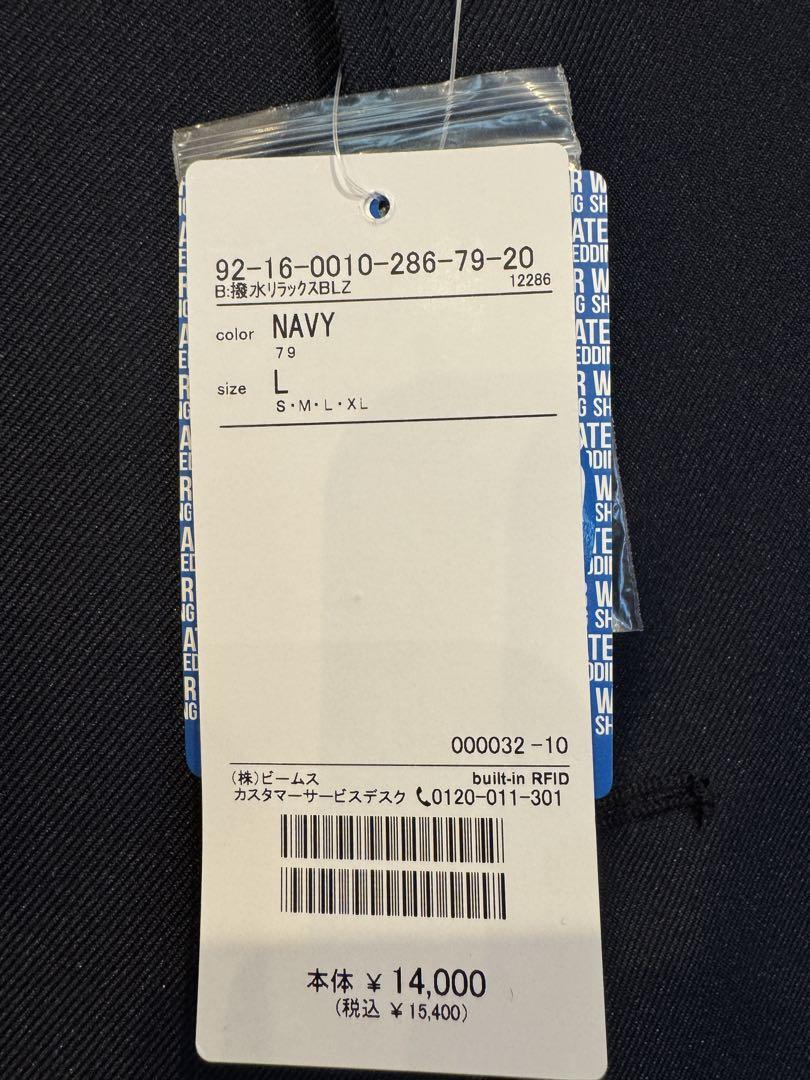 92-16-0010-286-79-20
B:撥水リラックスBLZ 12286
color NAVY
79
size L
S・M・L・XL
000032-10
(株)ビームス built-in RFID
カスタマーサービスデスク 0120-011-301
本体 ¥ 14,000
(税込 ¥ 15,400)